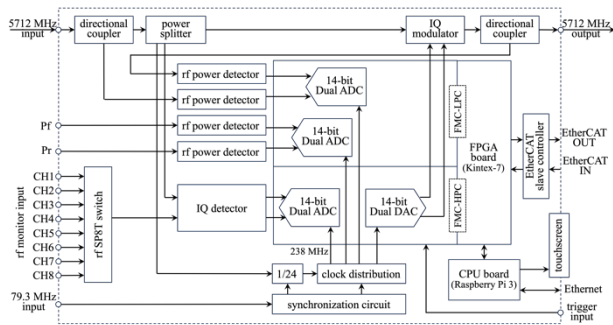 5712 MHz
input
directional
coupler
power
splitter
IQ
modulator
directional
coupler
5712 MHz
output
rf power detector
rf power detector
rf power detector
rf power detector
14-bit
Dual ADC
14-bit
Dual ADC
FMC-LPC
FPGA
board
(Kintex-7)
EtherCAT
slave controller
EtherCAT
OUT
EtherCAT
IN
Pf
Pr
rf monitor input
CH1
CH2
CH3
CH4
CH5
CH6
CH7
CH8
rf SP8T switch
IQ detector
14-bit
Dual ADC
14-bit
Dual DAC
FMC-HPC
238 MHz
1/24
clock distribution
CPU board
(Raspberry Pi 3)
touchscreen
Ethernet
79.3 MHz
input
synchronization circuit
trigger
input